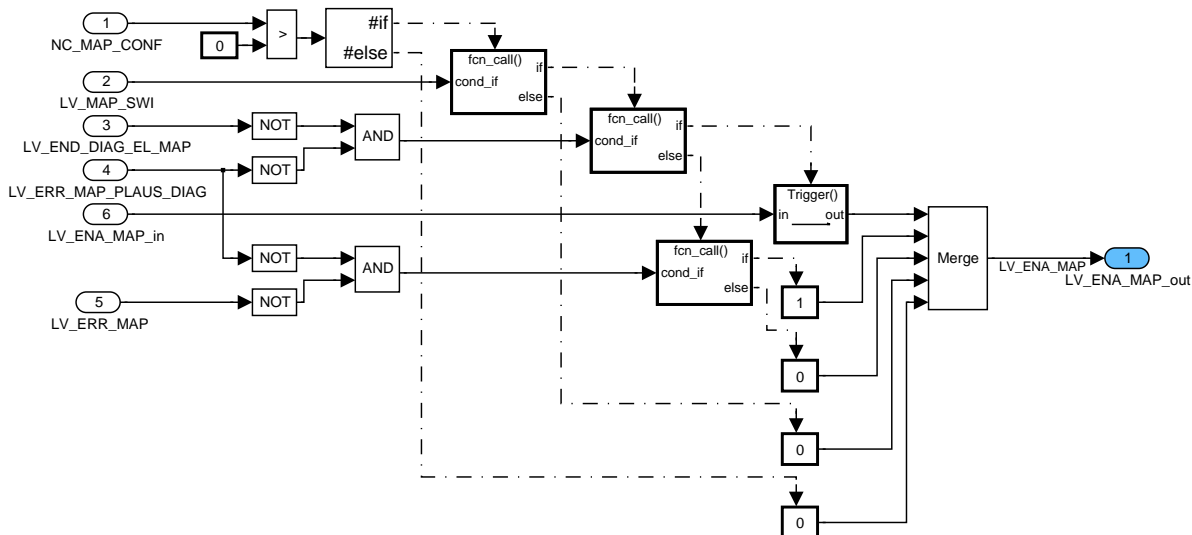 1
NC_MAP_CONF
0
>
#if
#else
2
LV_MAP_SWI
fcn_call()
cond_if
if
else
3
LV_END_DIAG_EL_MAP
NOT
AND
fcn_call()
cond_if
if
else
4
LV_ERR_MAP_PLAUS_DIAG
NOT
6
LV_ENA_MAP_in
Trigger()
in
out
NOT
AND
fcn_call()
cond_if
if
else
5
LV_ERR_MAP
NOT
1
0
0
0
Merge
LV_ENA_MAP
1
LV_ENA_MAP_out